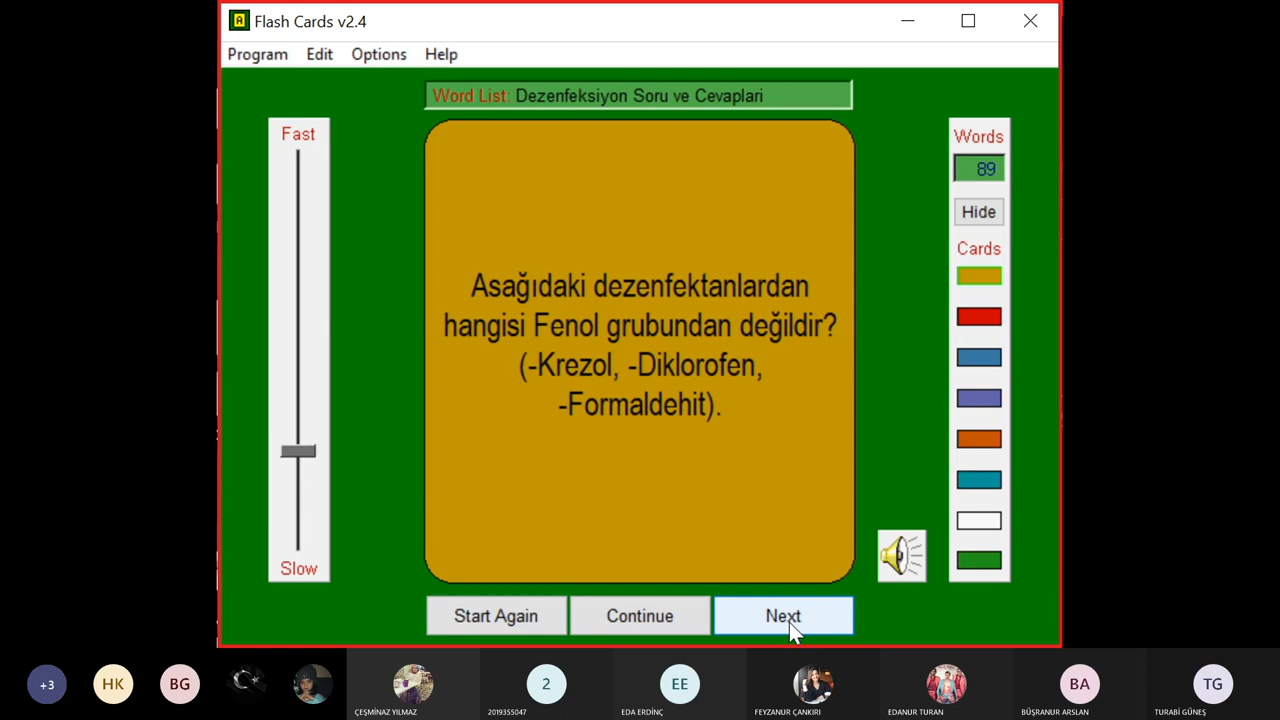 Flash Cards v2.4
Program Edit Options Help
Word List: Dezenfeksiyon Soru ve Cevaplari
Fast
Slow
Asağıdaki dezenfektanlardan
hangisi Fenol grubundan değildir?
(-Krezol, -Diklorofen,
-Formaldehit).
Words
89
Hide
Cards
Start Again Continue Next
+3 HK BG 2 EE BA TG
ÇEŞMİNAZ YILMAZ 2019355047 EDA ERDİNÇ FEYZANUR ÇANKIRI EDANUR TURAN BÜŞRANUR ARSLAN TURABİ GÜNEŞ